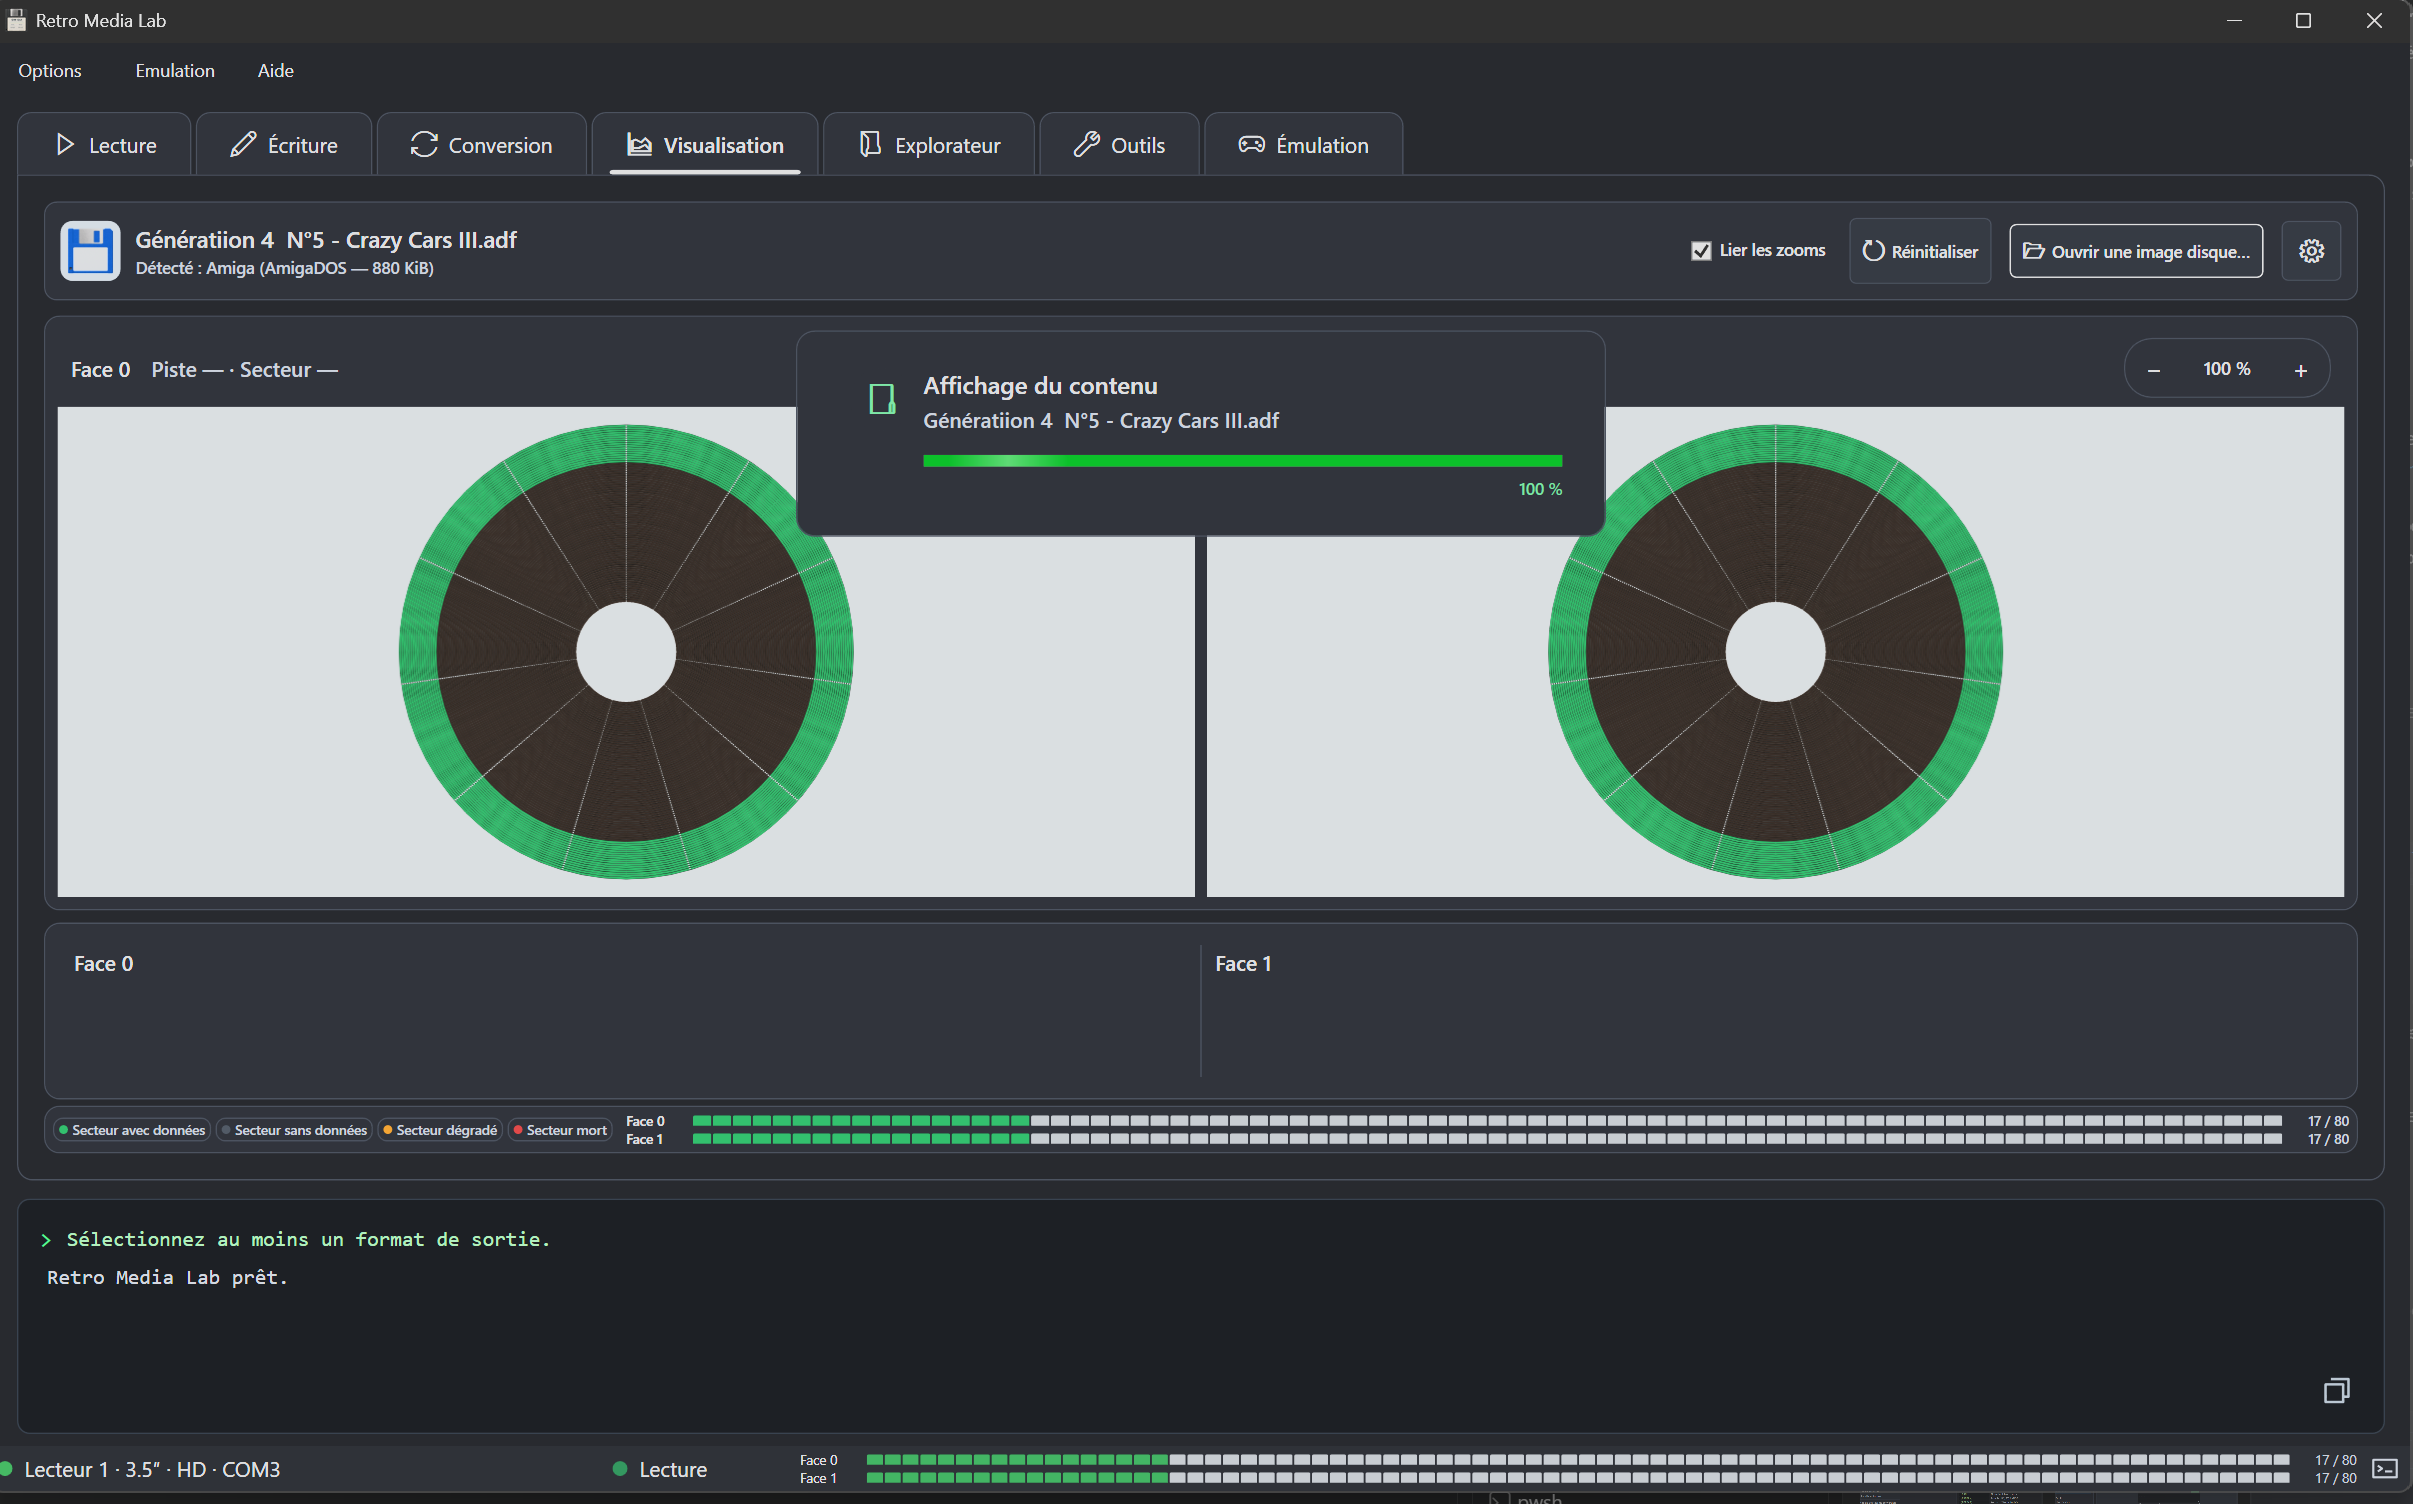 Retro Media Lab
Options Emulation Aide
Lecture Écriture Conversion Visualisation Explorateur Outils Émulation
Génératiion 4 N°5 - Crazy Cars III.adf
Détecté : Amiga (AmigaDOS — 880 KiB)
Lier les zooms Réinitialiser Ouvrir une image disque...
Face 0 Piste — · Secteur —
100 %
Affichage du contenu
Génératiion 4 N°5 - Crazy Cars III.adf
100 %
Face 0 Face 1
Secteur avec données Secteur sans données Secteur dégradé Secteur mort
Face 0 17 / 80
Face 1 17 / 80
> Sélectionnez au moins un format de sortie.
Retro Media Lab prêt.
Lecteur 1 · 3.5″ · HD · COM3 Lecture
Face 0 17 / 80
Face 1 17 / 80
pwsh